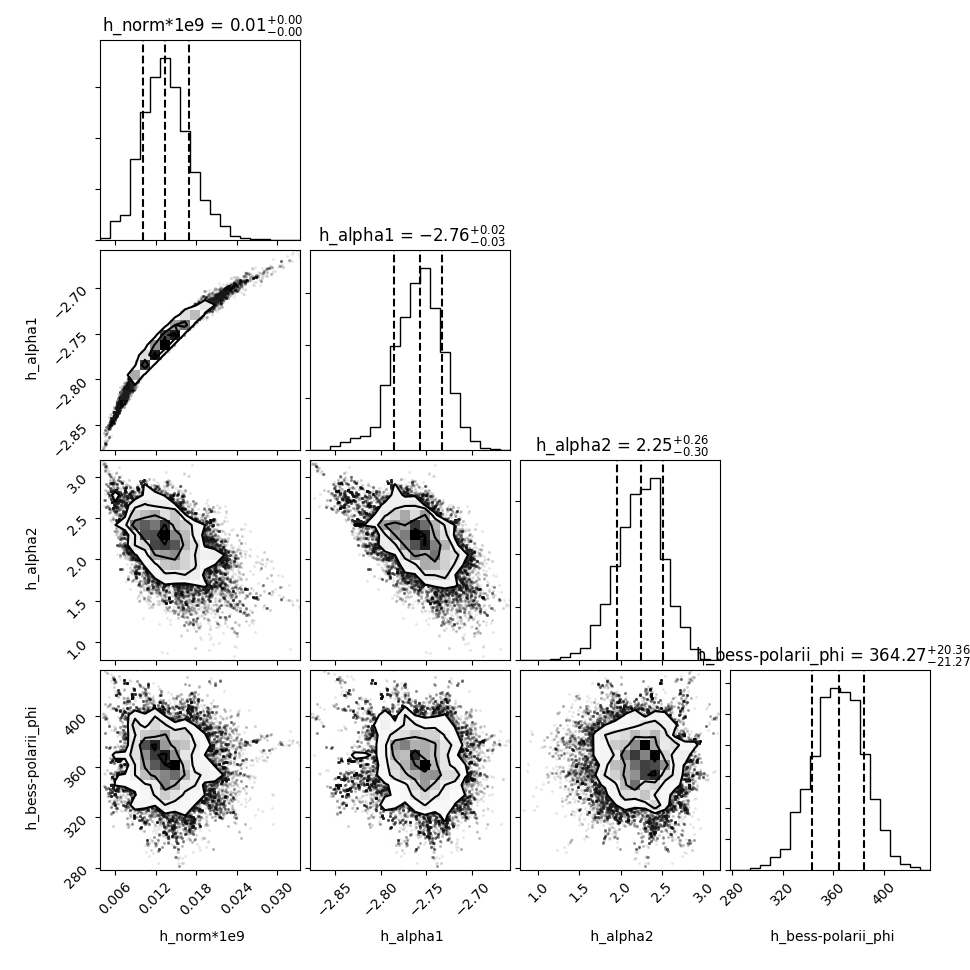 h_norm*1e9 = 0.01+0.00−0.00
h_alpha1 = −2.76+0.02−0.03
−2.70
−2.75
−2.80
−2.85
h_alpha1
h_alpha2 = 2.25+0.26−0.30
3.0
2.5
2.0
1.5
1.0
h_alpha2
h_bess-polarii_phi = 364.27+20.36−21.27
400
360
320
280
h_bess-polarii_phi
0.006 0.012 0.018 0.024 0.030
−2.85 −2.80 −2.75 −2.70
1.0 1.5 2.0 2.5 3.0
280 320 360 400
h_norm*1e9 h_alpha1 h_alpha2 h_bess-polarii_phi